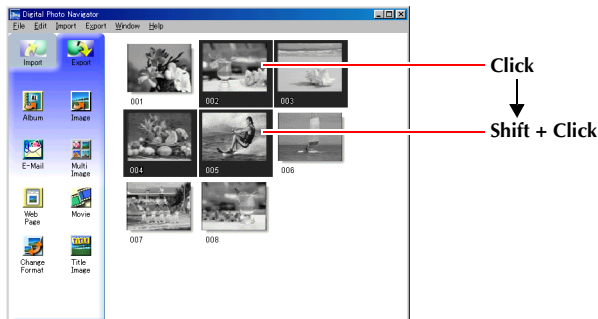 Digital Photo Navigator
File Edit Import Export Window Help
Import Export
Album Image
E-Mail Multi Image
Web Page Movie
Change Format Title Image
TITLE
001 002 003
004 005 006
007 008
Click
Shift + Click